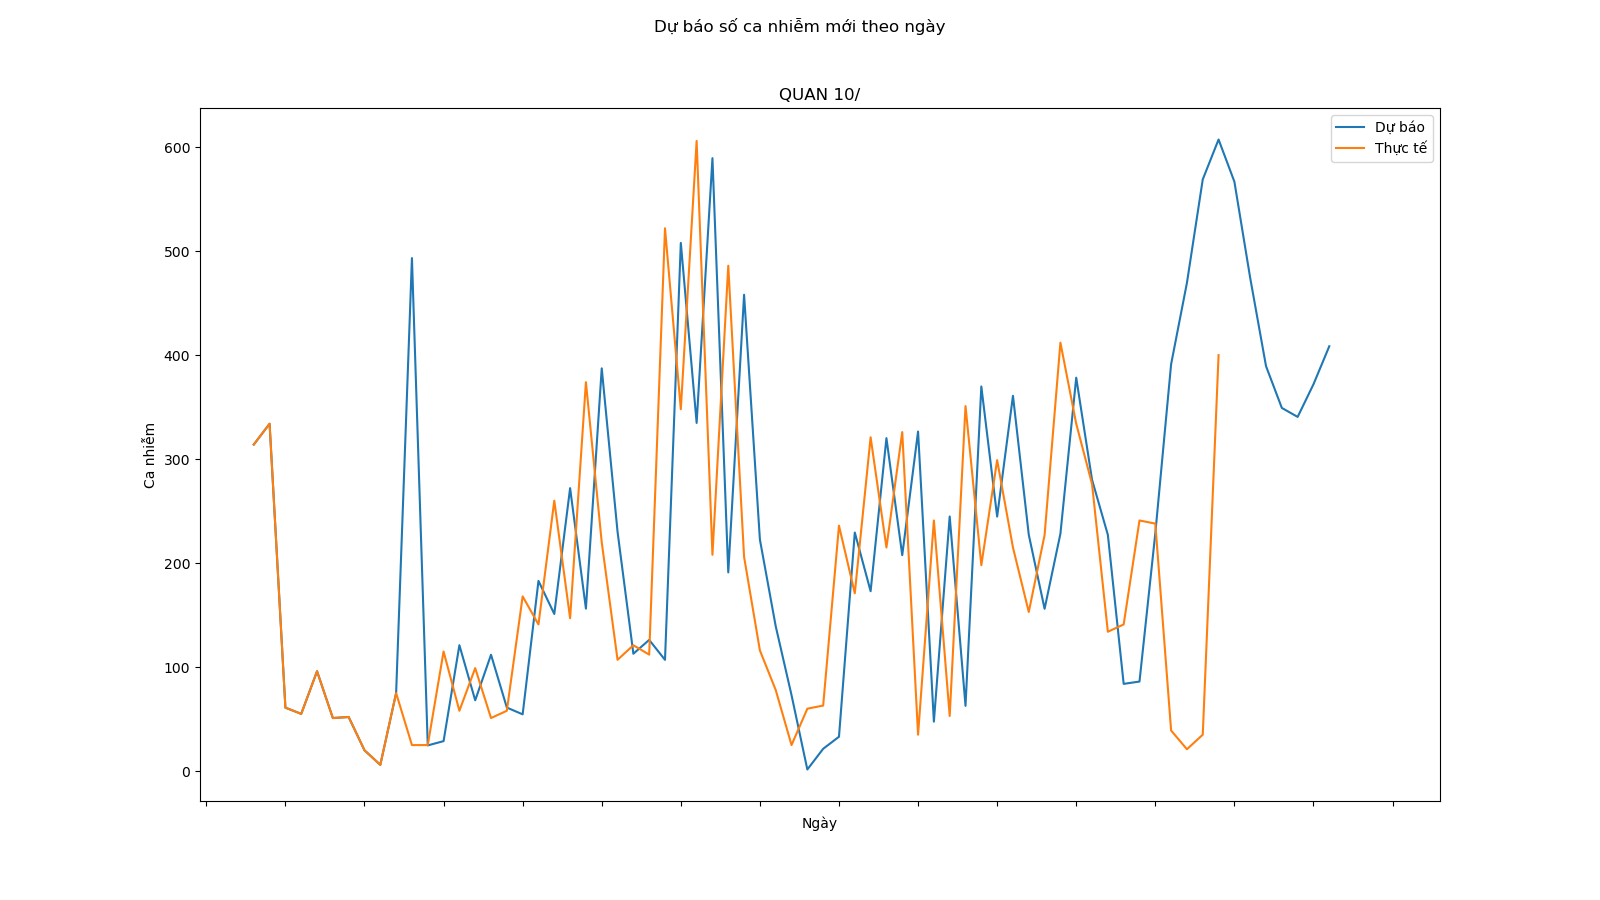 Dự báo số ca nhiễm mới theo ngày
QUAN 10/
Dự báo
Thực tế
600
500
400
300
200
100
0
Ca nhiễm
Ngày